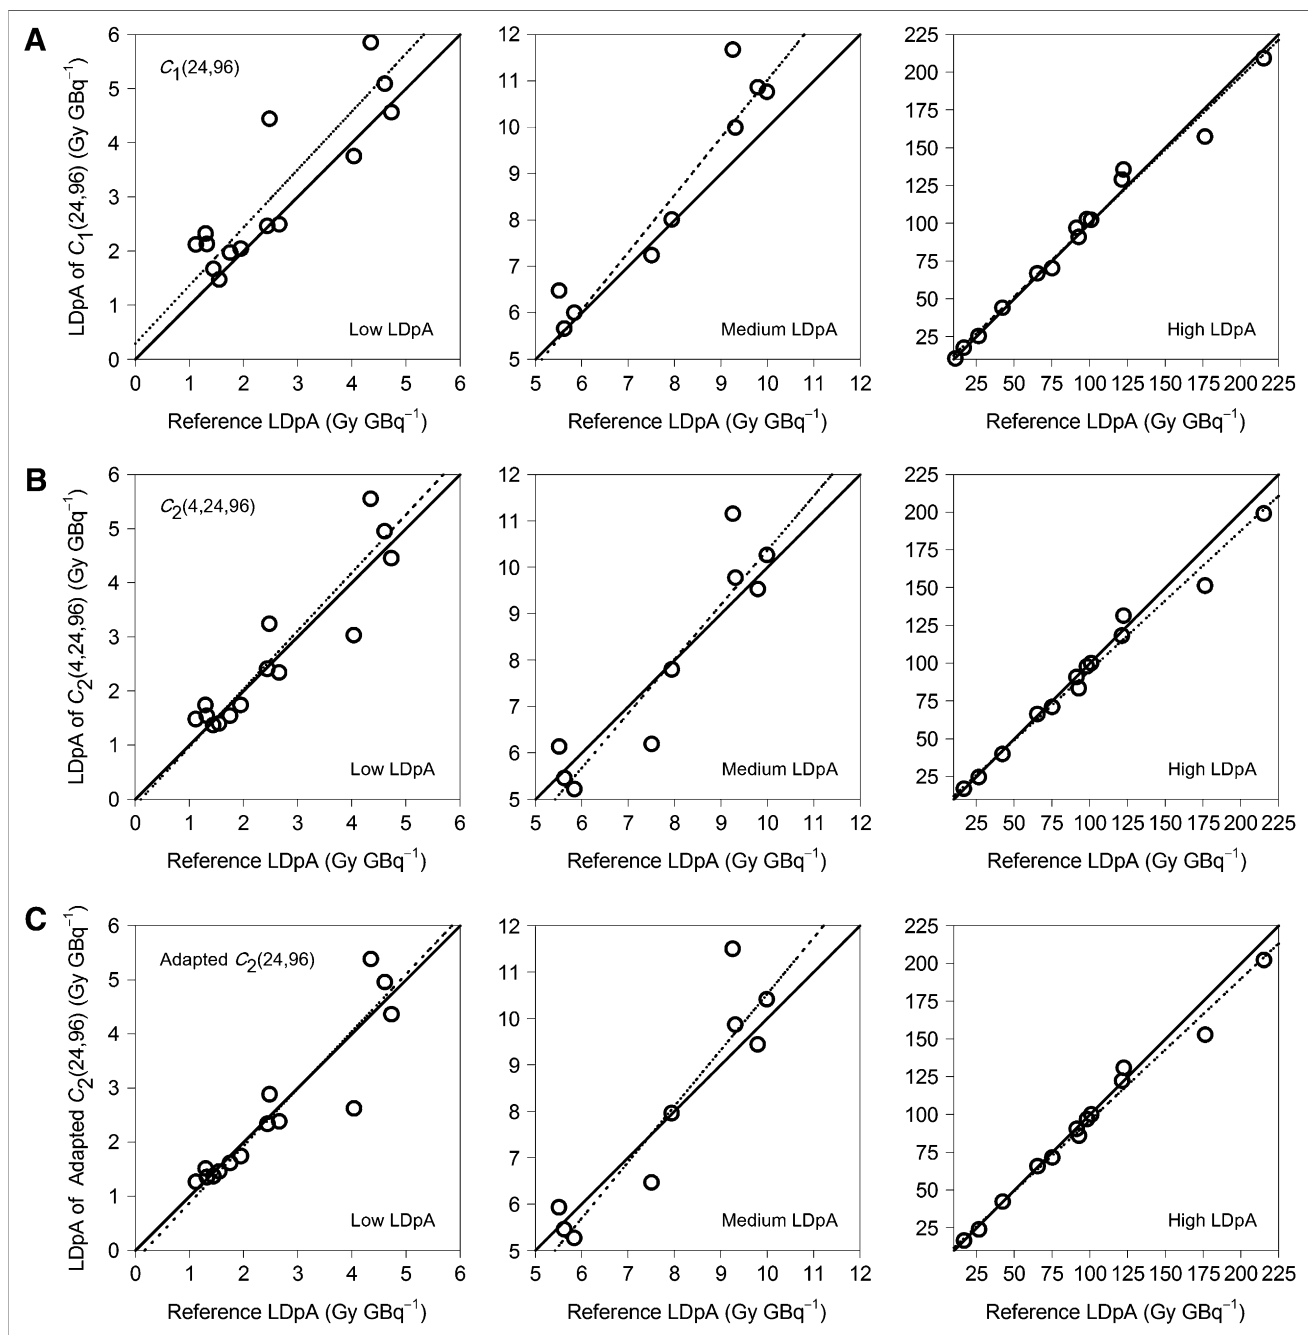 A
LDpA of C1(24,96) (Gy GBq−1)
C1(24,96)
6
5
4
3
2
1
0
Low LDpA
0 1 2 3 4 5 6
Reference LDpA (Gy GBq−1)
12
11
10
9
8
7
6
5
Medium LDpA
5 6 7 8 9 10 11 12
Reference LDpA (Gy GBq−1)
225
200
175
150
125
100
75
50
25
High LDpA
25 50 75 100 125 150 175 200 225
Reference LDpA (Gy GBq−1)
B
LDpA of C2(4,24,96) (Gy GBq−1)
C2(4,24,96)
6
5
4
3
2
1
0
Low LDpA
0 1 2 3 4 5 6
Reference LDpA (Gy GBq−1)
12
11
10
9
8
7
6
5
Medium LDpA
5 6 7 8 9 10 11 12
Reference LDpA (Gy GBq−1)
225
200
175
150
125
100
75
50
25
High LDpA
25 50 75 100 125 150 175 200 225
Reference LDpA (Gy GBq−1)
C
LDpA of Adapted C2(24,96) (Gy GBq−1)
Adapted C2(24,96)
6
5
4
3
2
1
0
Low LDpA
0 1 2 3 4 5 6
Reference LDpA (Gy GBq−1)
12
11
10
9
8
7
6
5
Medium LDpA
5 6 7 8 9 10 11 12
Reference LDpA (Gy GBq−1)
225
200
175
150
125
100
75
50
25
High LDpA
25 50 75 100 125 150 175 200 225
Reference LDpA (Gy GBq−1)